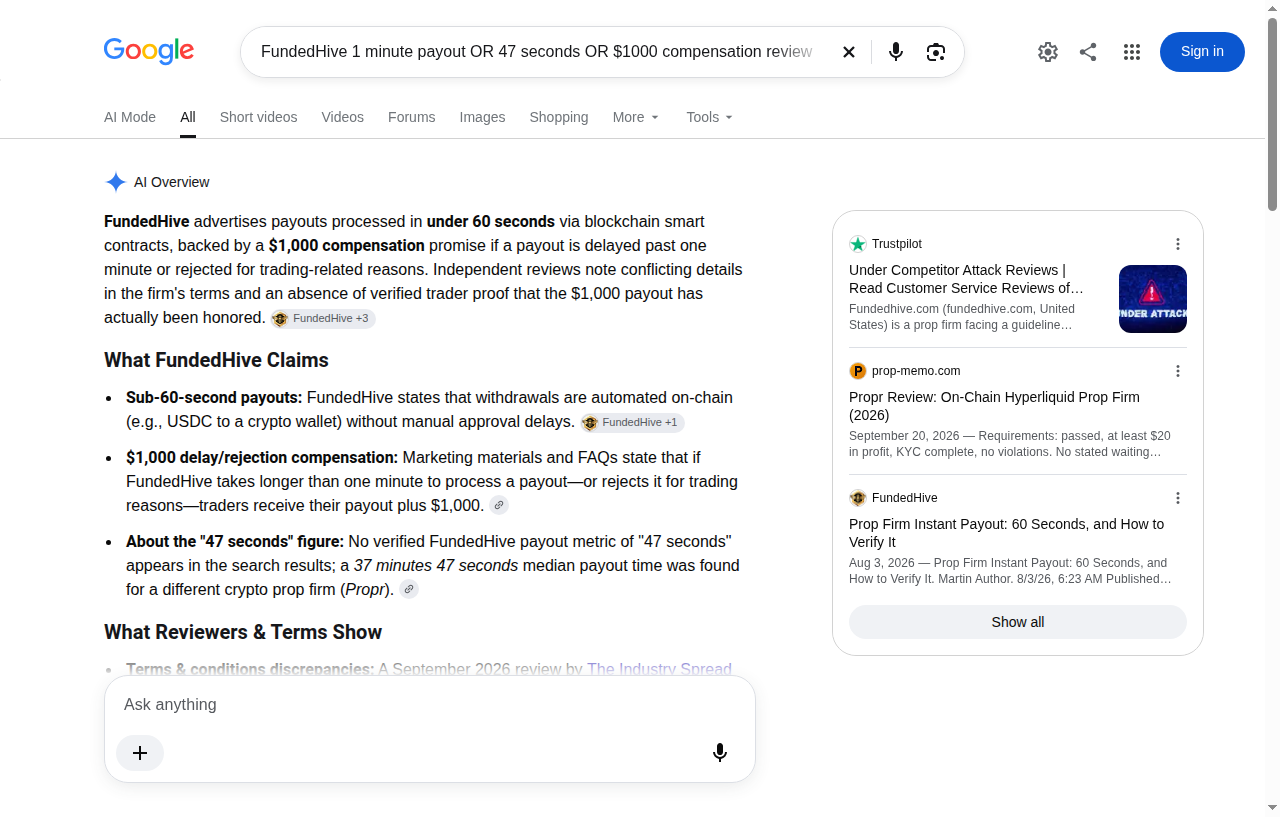 Google
FundedHive 1 minute payout OR 47 seconds OR $1000 compensation review
Sign in
AI Mode
All
Short videos
Videos
Forums
Images
Shopping
More
Tools
AI Overview
FundedHive advertises payouts processed in under 60 seconds via blockchain smart
contracts, backed by a $1,000 compensation promise if a payout is delayed past one
minute or rejected for trading-related reasons. Independent reviews note conflicting details
in the firm's terms and an absence of verified trader proof that the $1,000 payout has
actually been honored. FundedHive +3
What FundedHive Claims
• Sub-60-second payouts: FundedHive states that withdrawals are automated on-chain
(e.g., USDC to a crypto wallet) without manual approval delays. FundedHive +1
• $1,000 delay/rejection compensation: Marketing materials and FAQs state that if
FundedHive takes longer than one minute to process a payout—or rejects it for trading
reasons—traders receive their payout plus $1,000.
• About the "47 seconds" figure: No verified FundedHive payout metric of "47 seconds"
appears in the search results; a 37 minutes 47 seconds median payout time was found
for a different crypto prop firm (Propr).
What Reviewers & Terms Show
• Terms & conditions discrepancies: A September 2026 review by The Industry Spread
Ask anything
Trustpilot
Under Competitor Attack Reviews |
Read Customer Service Reviews of…
Fundedhive.com (fundedhive.com, United
States) is a prop firm facing a guideline…
UNDER ATTACK
prop-memo.com
Propr Review: On-Chain Hyperliquid Prop Firm
(2026)
September 20, 2026 — Requirements: passed, at least $20
in profit, KYC complete, no violations. No stated waiting…
FundedHive
Prop Firm Instant Payout: 60 Seconds, and How to
Verify It
Aug 3, 2026 — Prop Firm Instant Payout: 60 Seconds, and
How to Verify It. Martin Author. 8/3/26, 6:23 AM Published…
Show all